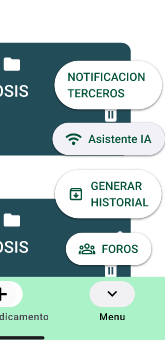 NOTIFICACION
TERCEROS
OSIS
Asistente IA
GENERAR
HISTORIAL
OSIS
FOROS
dicamento
Menu